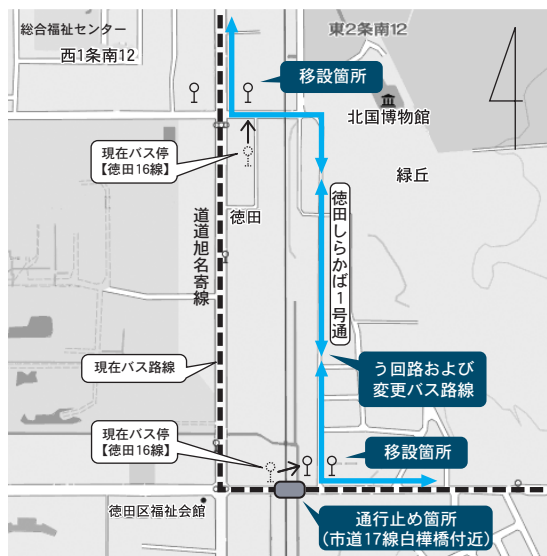 総合福祉センター
西1条南12
東2条南12
移設箇所
北国博物館
現在バス停
【徳田16線】
緑丘
徳田
徳田しらかば1号通
道道旭名寄線
現在バス路線
う回路および
変更バス路線
現在バス停
【徳田16線】
移設箇所
徳田区福祉会館
通行止め箇所
(市道17線白樺橋付近)